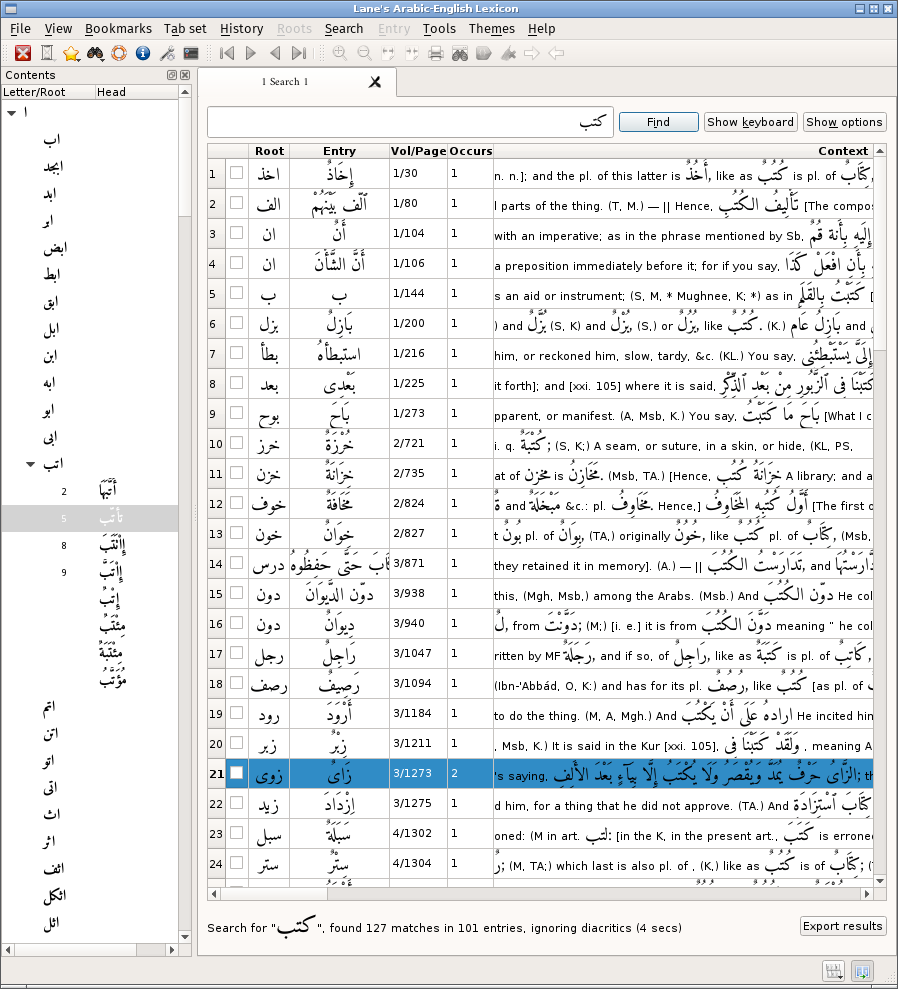 Lane's Arabic-English Lexicon
File View Bookmarks Tab set History Roots Search Entry Tools Themes Help
Contents
Letter/Root Head
ا
اب
ابجد
ابد
ابر
ابض
ابط
ابق
ابل
ابن
ابه
ابو
ابى
اتب
2
5 تأتّب
8
9
إِتْبٌ
مِئْتَبٌ
مِئْتَبَةٌ
مُؤَتَّبٌ
اتم
اتن
اتو
اتى
اث
اثر
اثف
اثكل
اثل
1 Search 1
كتب
Find Show keyboard Show options
Root Entry Vol/Page Occurs Context
1 اخذ إِخَاذٌ 1/30 1 n. n.]; and the pl. of this latter is أُخُذٌ, like as كُتُبٌ is pl. of كِتَابٌ,
2 الف 1/80 1 l parts of the thing. (T, M.) — || Hence, تَأْلِيفُ الكُتُبِ [The compos
3 ان أَنْ 1/104 1 with an imperative; as in the phrase mentioned by Sb, إِلَيْهِ بِأَنة قُمْ
4 ان أَنَّ الشَّأْنَ 1/106 1 a preposition immediately before it; for if you say, بِأَنِ افْعَلْ كَذَا
5 ب ب 1/144 1 s an aid or instrument; (S, M, * Mughnee, K; *) as in كَتَبْتُ بِالقَلَمِ [
6 بزل بَازِلٌ 1/200 1 ) and بُزَّلٌ (S, K) and بُزْلٌ, (S,) or بُزُلٌ, like كُتُبٌ. (K.) بَازِلُ عَامٍ and
7 بطأ استبطأهُ 1/216 1 him, or reckoned him, slow, tardy, &c. (KL.) You say, إِلَىَّ يَسْتَبْطِئُنِى
8 بعد بَعْدِى 1/225 1 it forth]; and [xxi. 105] where it is said, كَتَبْنَا فِى ٱلزَّبُورِ مِنْ بَعْدِ ٱلذِّكْرِ
9 بوح بَاحَ 1/273 1 pparent, or manifest. (A, Msb, K.) You say, بَاحَ مَا كَتَبْتُ [What I c
10 خرز خُرْزَةٌ 2/721 1 i. q. كُتْبَةٌ; (S, K;) A seam, or suture, in a skin, or hide, (KL, PS,
11 خزن خِزَانَةٌ 2/735 1 at of مخزن is مَخَازِنُ. (Msb, TA.) [Hence, خِزَانَةُ كُتُبٍ A library; and a
12 خوف مَخَافَةٌ 2/824 1 ةٌ and مَبْخَلَةٌ &c.: pl. مَخَاوِفُ. Hence,] أَوَّلُ كُتُبِهِ المَخَاوِفُ [The first o
13 خون خِوَانٌ 2/827 1 t بُونٌ of بِوَانٌ, (TA,) originally خُوُنٌ, like كُتُبٌ pl. of كِتَابٌ, (Msb,
14 درس ابَ حَتَّى حَفِظُوهُ 3/871 1 they retained it in memory]. (A.) — || تَدَارَسْتُ الكُتُبَ, and دَارَسْتُهَا
15 دون دوّن الدِّيوَانَ 3/938 1 this, (Mgh, Msb,) among the Arabs. (Msb.) And دوّن الكُتُبَ He col
16 دون دِيوَانٌ 3/940 1 لٌ, from دَوَّنْتُ; (M;) [i. e.] it is from دَوَّنَ الكُتُبَ meaning " he col
17 رجل رَاجِلٌ 3/1047 1 ritten by MF رَجَلَةٌ, and if so, of رَاجِلٌ, like as كَتَبَةٌ is pl. of كَاتِبٌ,
18 رصف رَصِيفٌ 3/1094 1 (Ibn-'Abbád, O, K:) and has for its pl. رُصُفٌ, like كُتُبٌ [as pl. of
19 رود أَرْوَدَ 3/1184 1 to do the thing. (M, A, Mgh.) And ارادهُ عَلَى أَنْ يَكْتُبَ He incited him
20 زبر زِبْرٌ 3/1211 1 , Msb, K.) It is said in the Kur [xxi. 105], وَلَقَدْ كَتَبْنَا فِى , meaning A
21 زوى زَاىٌ 3/1273 2 's saying, الزَّاىُ حَرْفٌ يُمَدُّ وَيُقْصَرُ وَلَا يُكْتَبُ إِلَّا بِيَآءٍ بَعْدَ الأَلِفِ; th
22 زيد اِزْدَادَ 3/1275 1 d him, for a thing that he did not approve. (TA.) And كِتَابَ ٱسْتِزَادَةٍ
23 سبل سَبَلَةٌ 4/1302 1 oned: (M in art. لتب: [in the K, in the present art., كَتَبَ is errone
24 ستر سِتْرٌ 4/1304 1 رٌ; (M, TA;) which last is also pl. of , (K,) like as كُتُبٌ is of كِتَابٌ; (
Search for "كتب", found 127 matches in 101 entries, ignoring diacritics (4 secs)
Export results